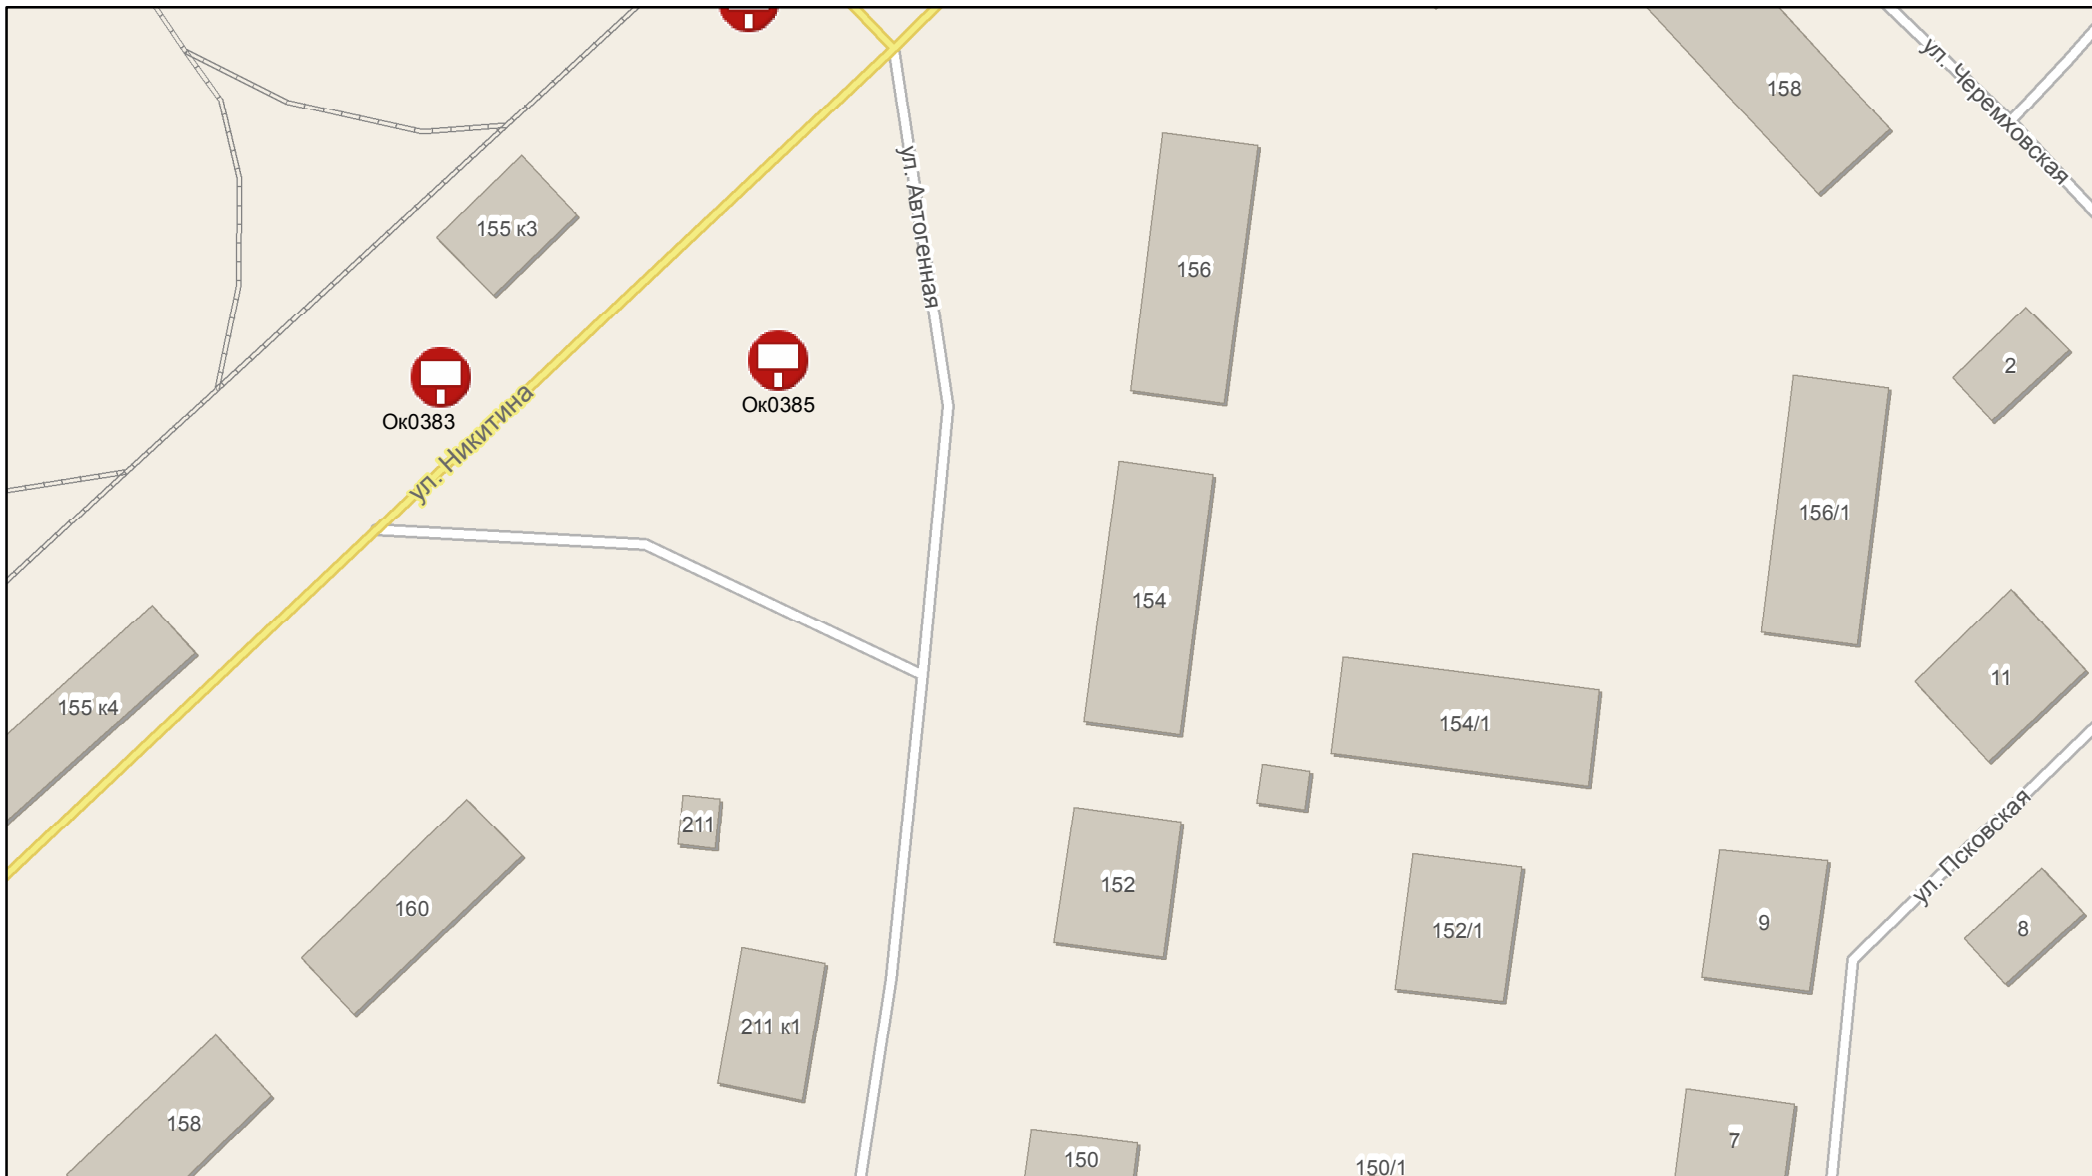 158
ул. Черемховская
ул. Автогенная
155 к3
156
2
Ок0383
Ок0385
ул. Никитина
156/1
154
11
155 к4
154/1
211
ул. Псковская
152
160
152/1
9
8
211 к1
158
7
150
150/1